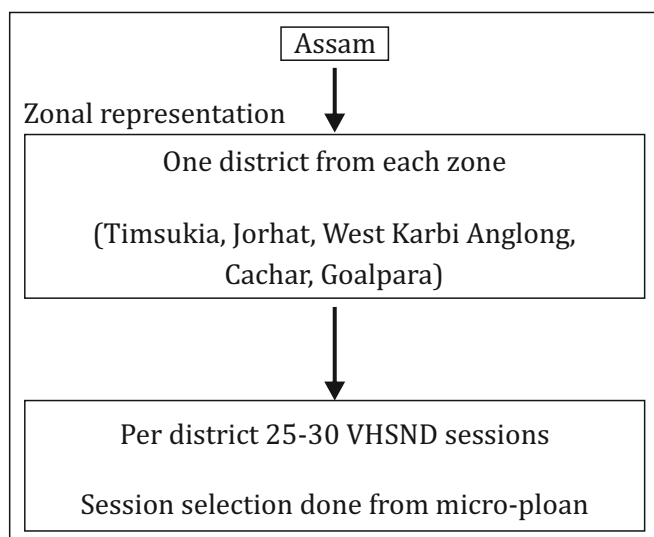 Assam
Zonal representation
One district from each zone
(Timsukia, Jorhat, West Karbi Anglong,
Cachar, Goalpara)
Per district 25-30 VHSND sessions
Session selection done from micro-ploan